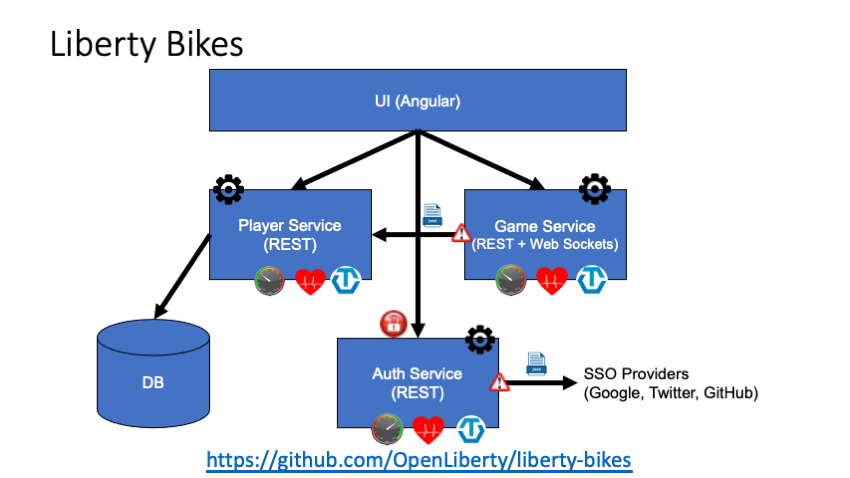 Liberty Bikes
UI (Angular)
Player Service
(REST)
Game Service
(REST + Web Sockets)
DB
Auth Service
(REST)
SSO Providers
(Google, Twitter, GitHub)
https://github.com/OpenLiberty/liberty-bikes